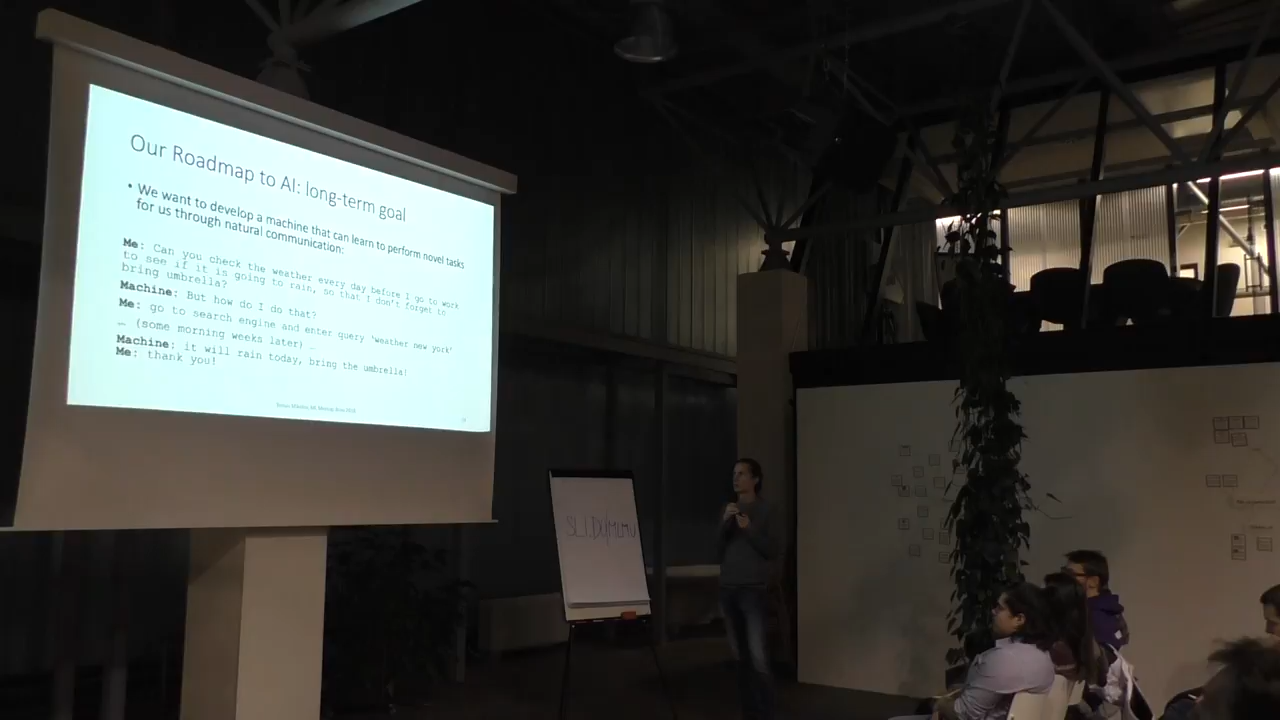 Our Roadmap to AI: long-term goal
• We want to develop a machine that can learn to perform novel tasks
for us through natural communication:
Me: Can you check the weather every day before I go to work
to see if it is going to rain, so that I don't forget to
bring umbrella?
Machine: But how do I do that?
Me: go to search engine and enter query 'weather new york'
… (some morning weeks later) …
Machine: it will rain today, bring the umbrella!
Me: thank you!
SLI.DO/MLMU